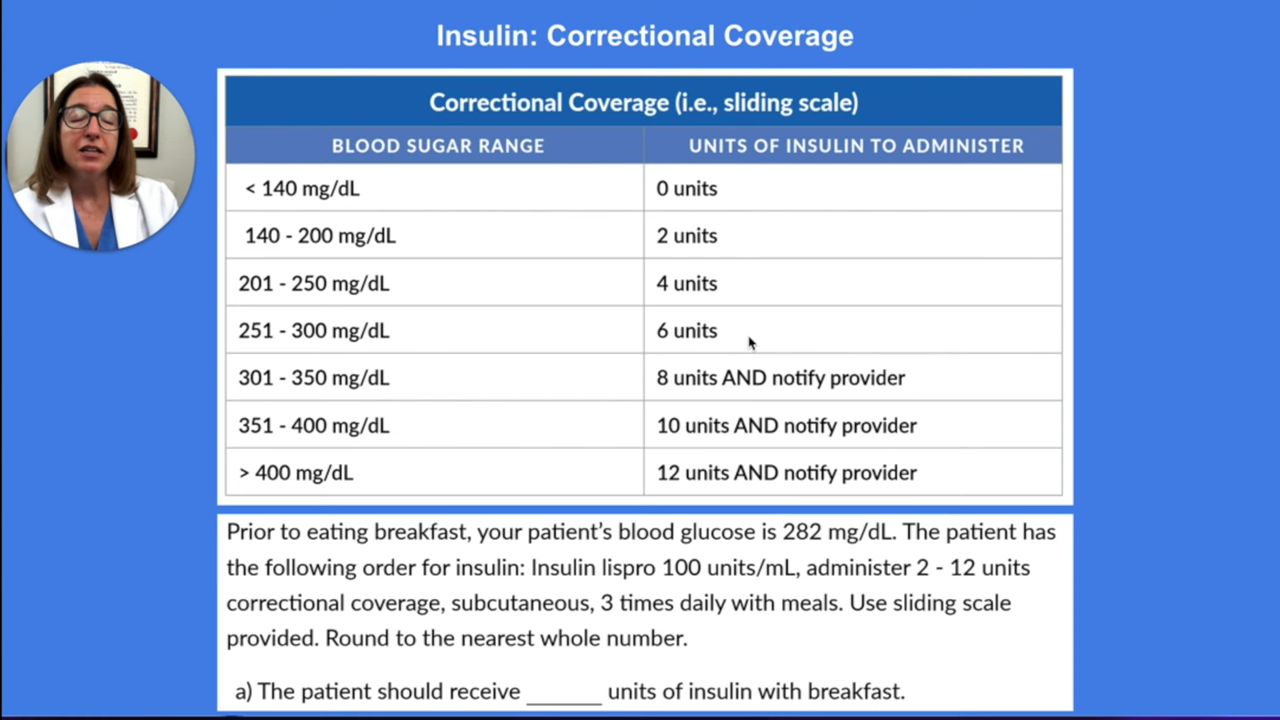 Insulin: Correctional Coverage
Correctional Coverage (i.e., sliding scale)
BLOOD SUGAR RANGE UNITS OF INSULIN TO ADMINISTER
< 140 mg/dL 0 units
140 - 200 mg/dL 2 units
201 - 250 mg/dL 4 units
251 - 300 mg/dL 6 units
301 - 350 mg/dL 8 units AND notify provider
351 - 400 mg/dL 10 units AND notify provider
> 400 mg/dL 12 units AND notify provider
Prior to eating breakfast, your patient’s blood glucose is 282 mg/dL. The patient has
the following order for insulin: Insulin lispro 100 units/mL, administer 2 - 12 units
correctional coverage, subcutaneous, 3 times daily with meals. Use sliding scale
provided. Round to the nearest whole number.
a) The patient should receive _______ units of insulin with breakfast.